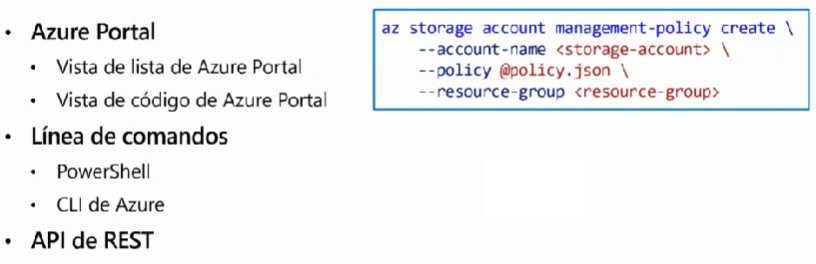 • Azure Portal
• Vista de lista de Azure Portal
• Vista de código de Azure Portal
• Línea de comandos
• PowerShell
• CLI de Azure
• API de REST
az storage account management-policy create \
--account-name <storage-account> \
--policy @policy.json \
--resource-group <resource-group>